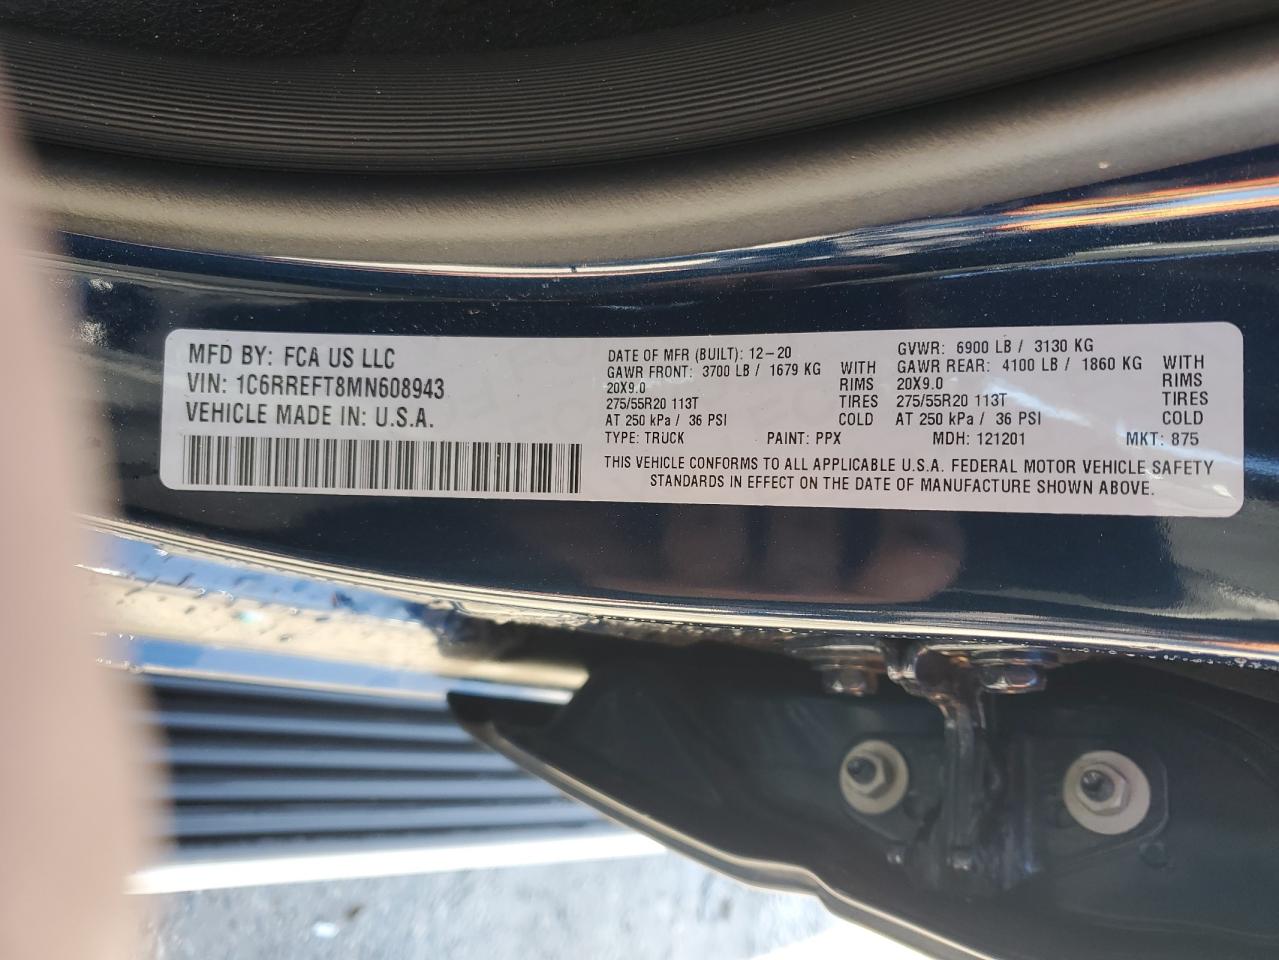 MFD BY: FCA US LLC
VIN: 1C6RREFT8MN608943
VEHICLE MADE IN: U.S.A.
DATE OF MFR (BUILT): 12-20
GAWR FRONT: 3700 LB / 1679 KG WITH
20X9.0 RIMS
275/55R20 113T TIRES
AT 250 kPa / 36 PSI COLD
GVWR: 6900 LB / 3130 KG
GAWR REAR: 4100 LB / 1860 KG WITH
20X9.0 RIMS
275/55R20 113T TIRES
AT 250 kPa / 36 PSI COLD
TYPE: TRUCK PAINT: PPX MDH: 121201 MKT: 875
THIS VEHICLE CONFORMS TO ALL APPLICABLE U.S.A. FEDERAL MOTOR VEHICLE SAFETY
STANDARDS IN EFFECT ON THE DATE OF MANUFACTURE SHOWN ABOVE.